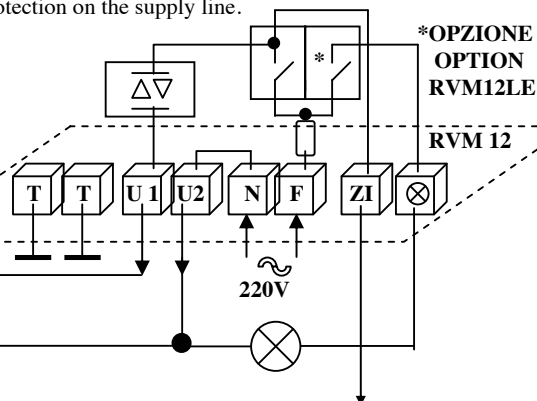 otection on the supply line.
*OPZIONE
OPTION
RVM12LE
*
RVM 12
T T U 1 U2 N F ZI
220V